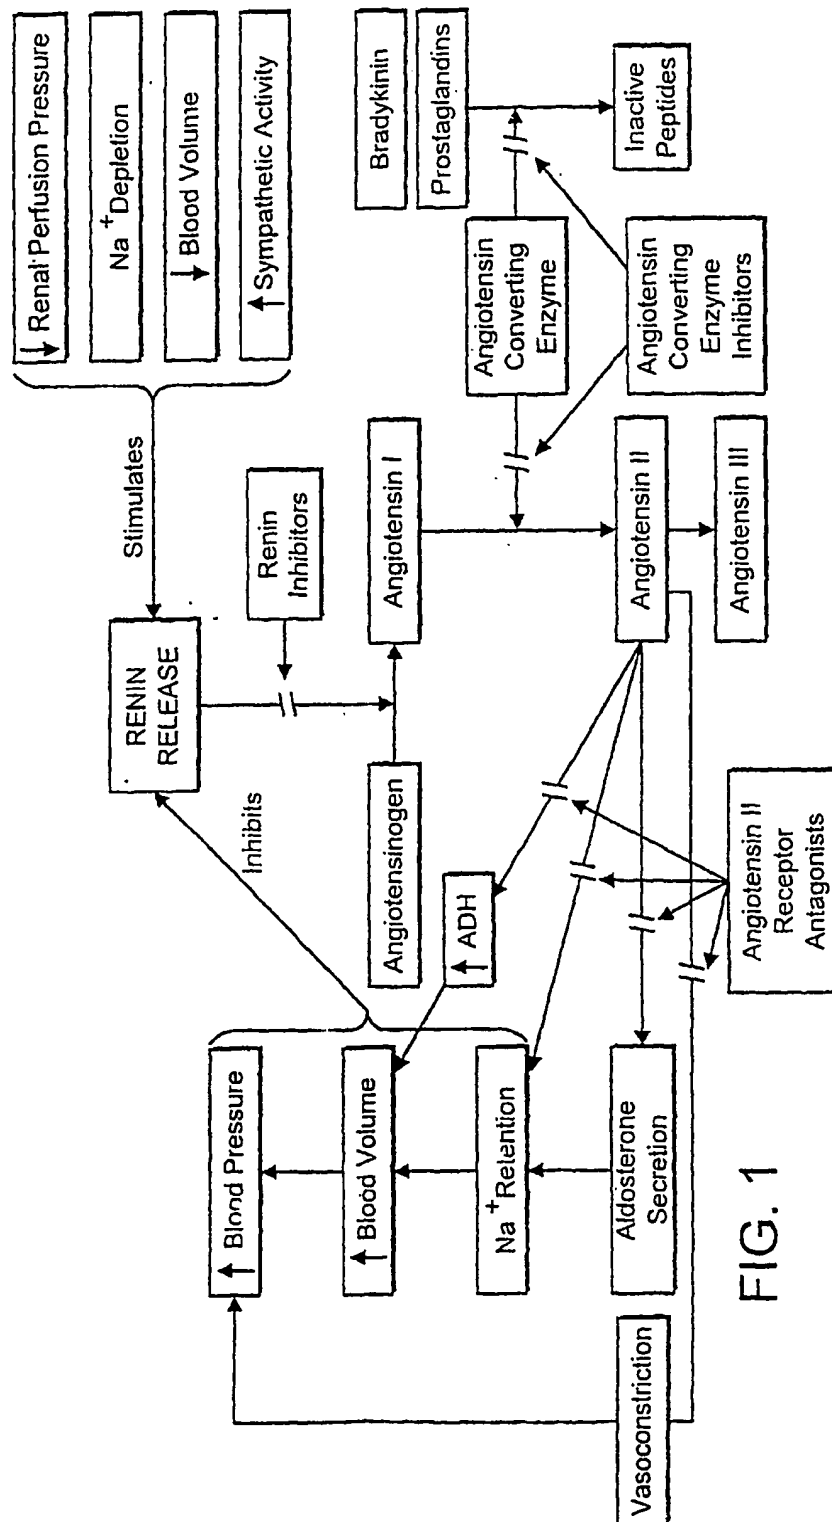 ↓ Renal Perfusion Pressure
Na+ Depletion
↓ Blood Volume
↑ Sympathetic Activity
Stimulates
RENIN
RELEASE
Inhibits
Renin
Inhibitors
Angiotensinogen
Angiotensin I
Bradykinin
Prostaglandins
Angiotensin
Converting
Enzyme
Inactive
Peptides
Angiotensin
Converting
Enzyme
Inhibitors
Angiotensin II
Angiotensin III
↑ ADH
↑ Blood Pressure
↑ Blood Volume
Na+ Retention
Aldosterone
Secretion
Vasoconstriction
Angiotensin II
Receptor
Antagonists
FIG. 1